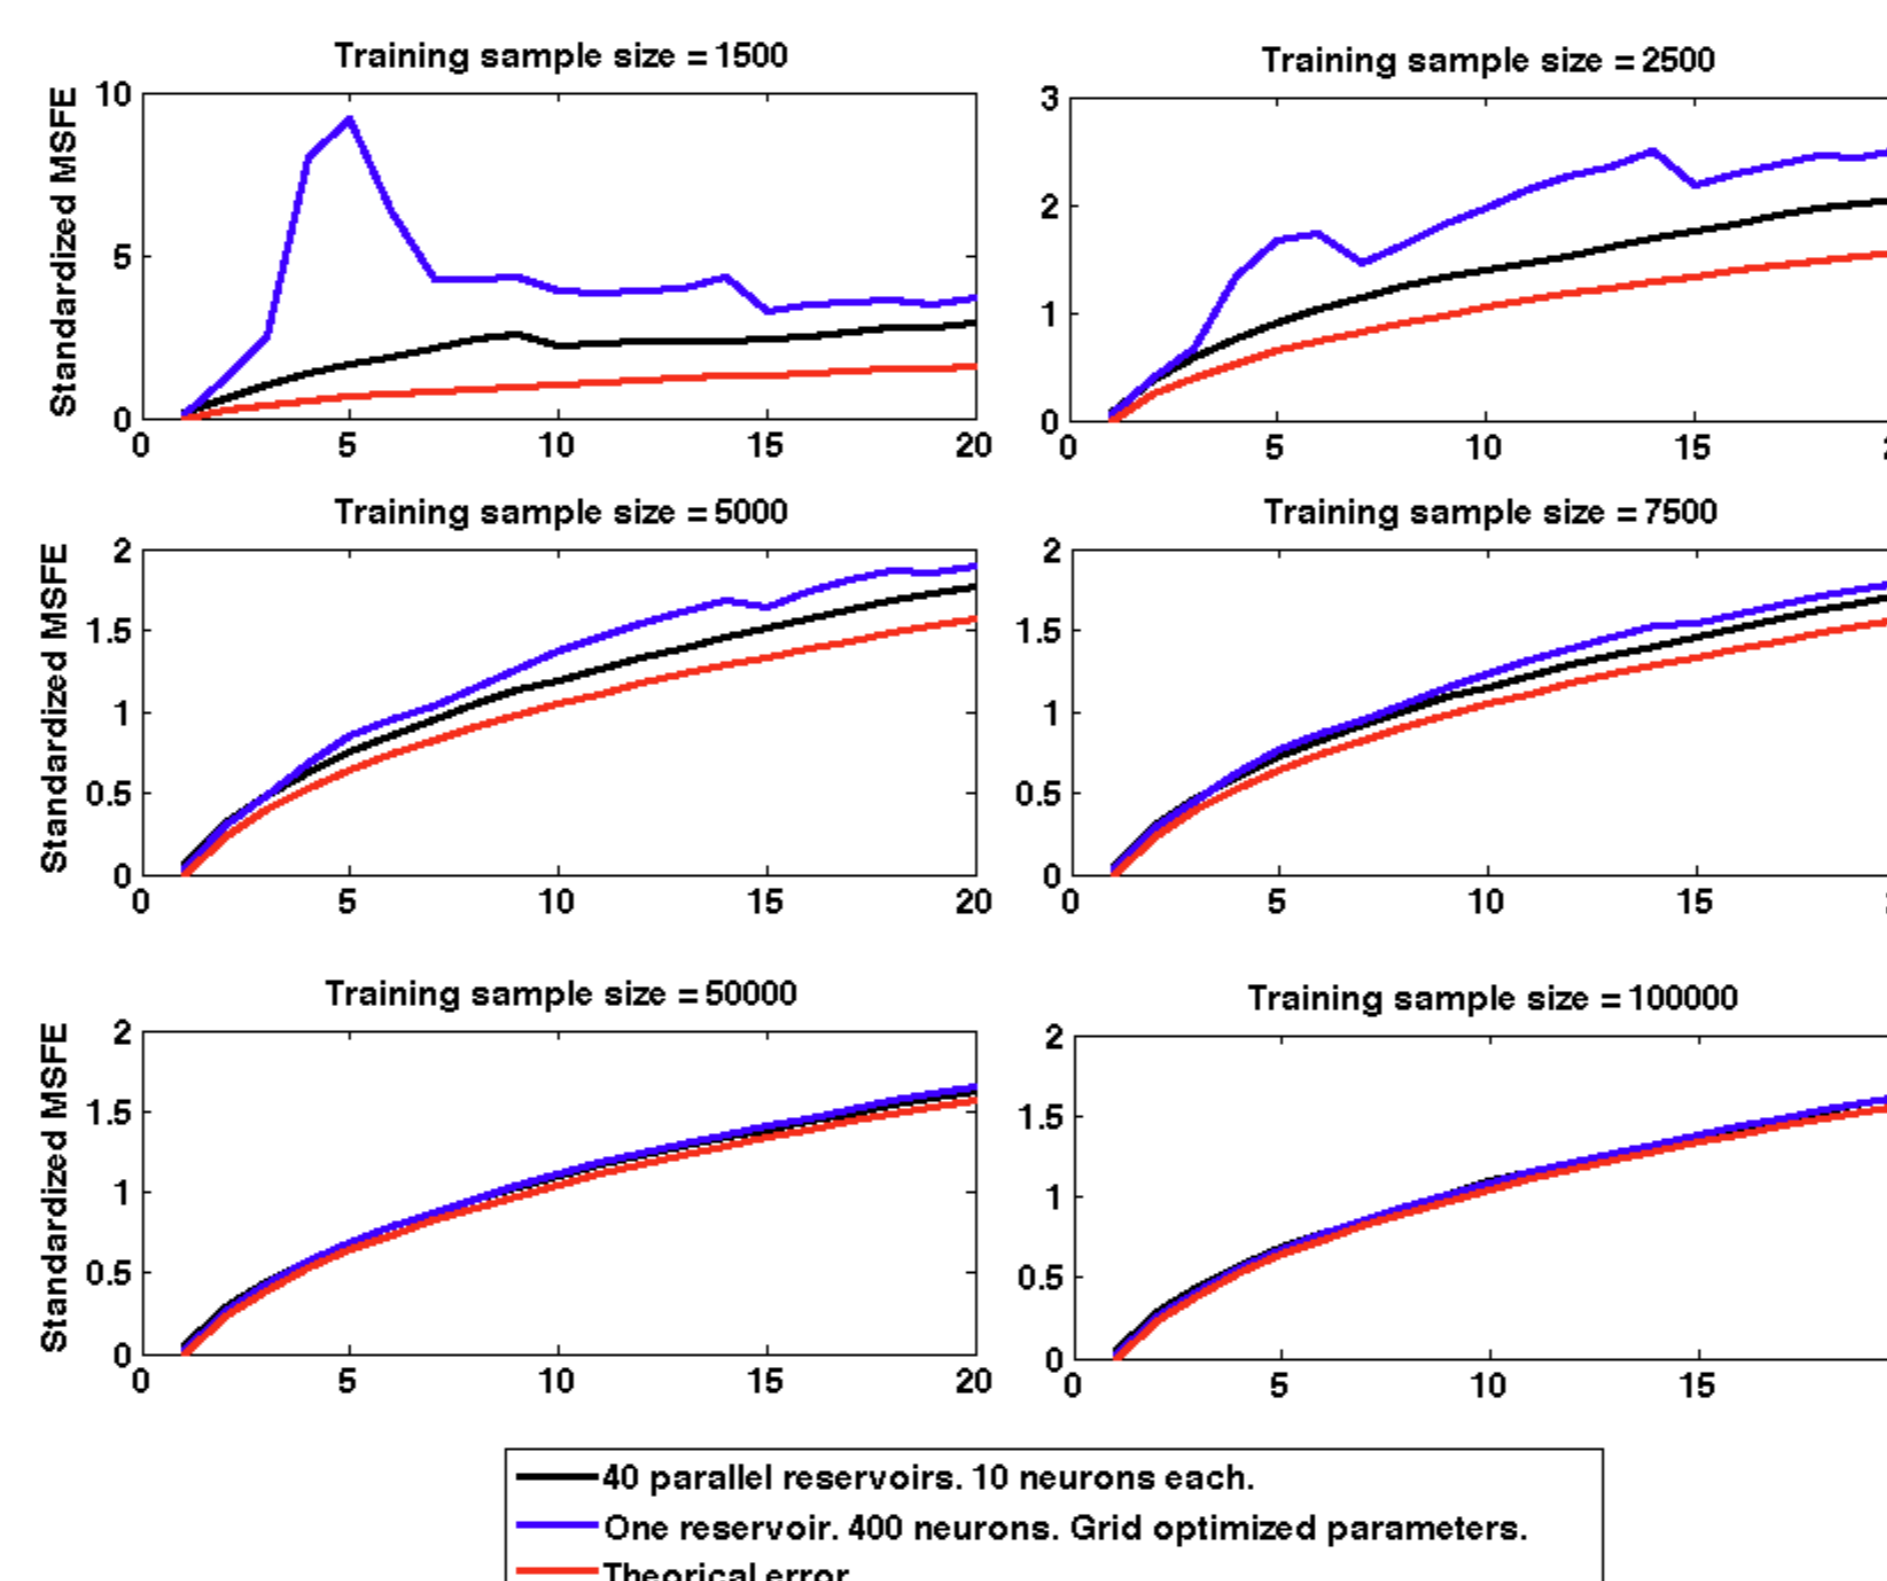 Training sample size = 1500
Training sample size = 2500
Standardized MSFE
10
5
0
0 5 10 15 20
3
2
1
0
0 5 10 15
Training sample size = 5000
Training sample size = 7500
Standardized MSFE
2
1.5
1
0.5
0
0 5 10 15 20
2
1.5
1
0.5
0
0 5 10 15
Training sample size = 50000
Training sample size = 100000
Standardized MSFE
2
1.5
1
0.5
0
0 5 10 15 20
2
1.5
1
0.5
0
0 5 10 15
40 parallel reservoirs. 10 neurons each.
One reservoir. 400 neurons. Grid optimized parameters.
Theorical error